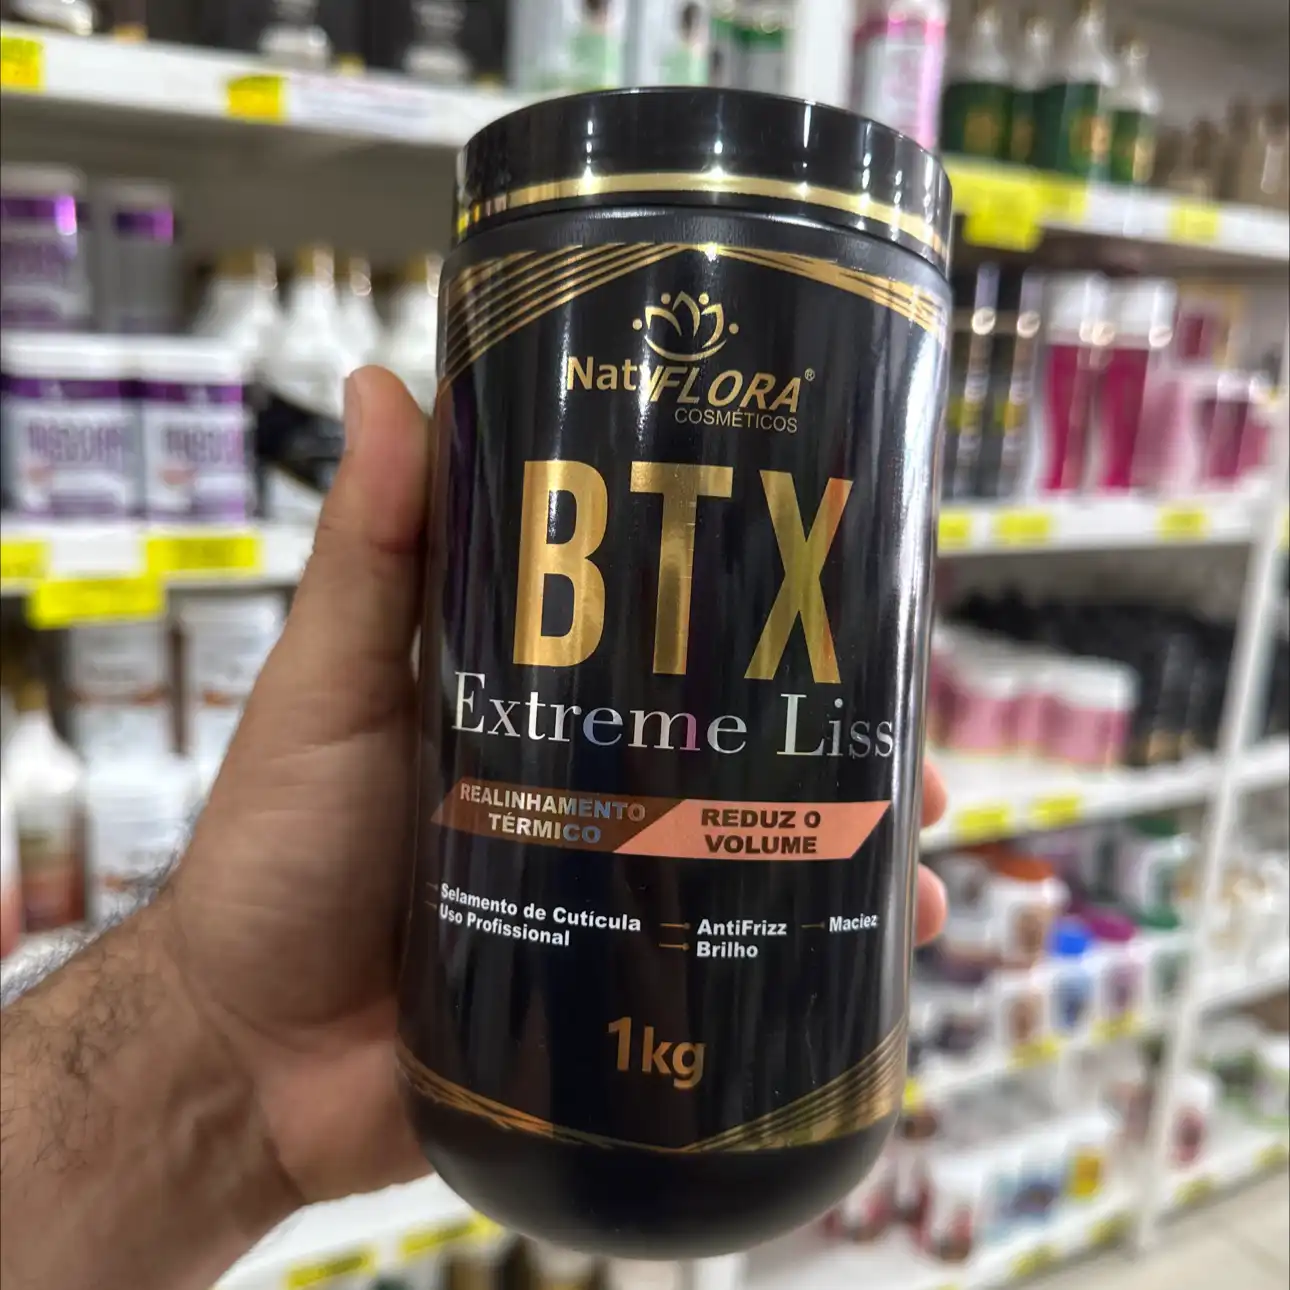 NatyFLORA®
COSMÉTICOS
BTX
Extreme Liss
REALINHAMENTO
TÉRMICO
REDUZ O
VOLUME
Selamento de Cutícula
Uso Profissional
AntiFrizz
Brilho
Maciez
1kg